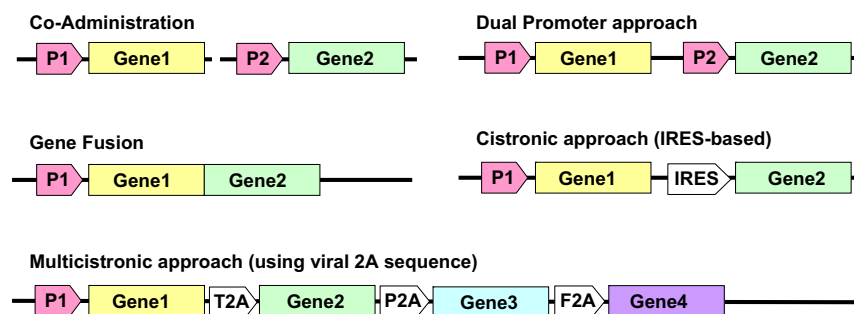 Co-Administration
P1 Gene1 P2 Gene2
Dual Promoter approach
P1 Gene1 P2 Gene2
Gene Fusion
P1 Gene1 Gene2
Cistronic approach (IRES-based)
P1 Gene1 IRES Gene2
Multicistronic approach (using viral 2A sequence)
P1 Gene1 T2A Gene2 P2A Gene3 F2A Gene4